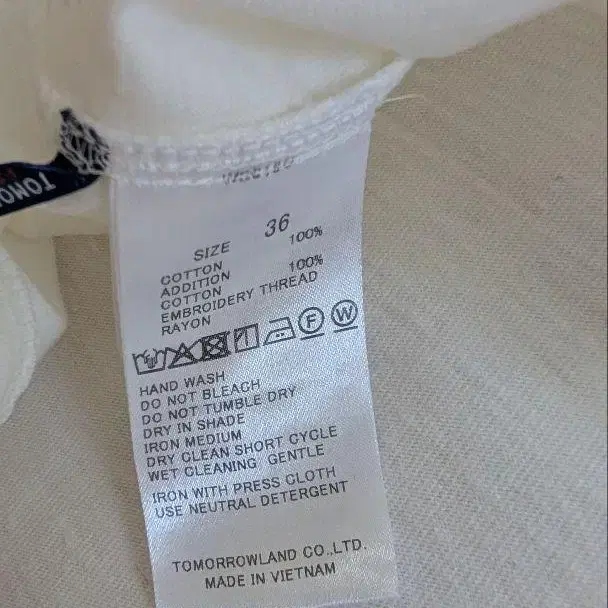 TOMO
SIZE 36
COTTON 100%
ADDITION
COTTON 100%
EMBROIDERY THREAD
RAYON
F W
HAND WASH
DO NOT BLEACH
DO NOT TUMBLE DRY
DRY IN SHADE
IRON MEDIUM
DRY CLEAN SHORT CYCLE
WET CLEANING GENTLE
IRON WITH PRESS CLOTH
USE NEUTRAL DETERGENT
TOMORROWLAND CO.,LTD.
MADE IN VIETNAM